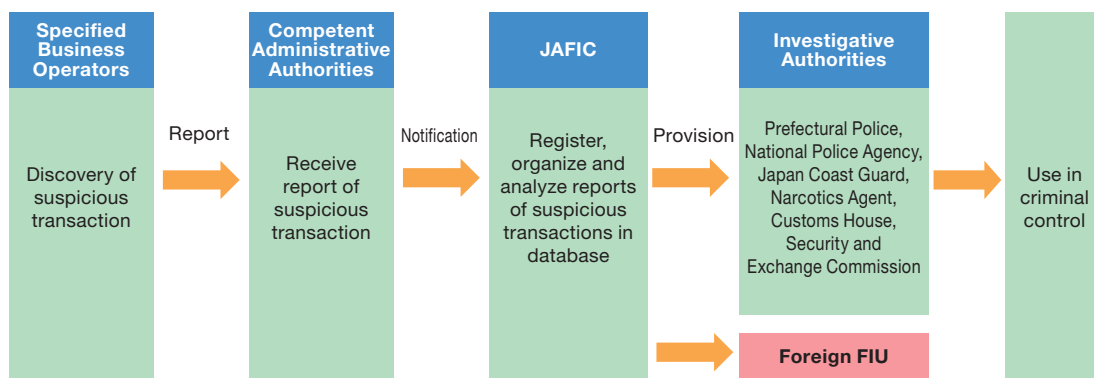 Specified
Business
Operators
Discovery of
suspicious
transaction
Report
Competent
Administrative
Authorities
Receive
report of
suspicious
transaction
Notification
JAFIC
Register,
organize and
analyze reports
of suspicious
transactions in
database
Provision
Investigative
Authorities
Prefectural Police,
National Police Agency,
Japan Coast Guard,
Narcotics Agent,
Customs House,
Security and
Exchange Commission
Foreign FIU
Use in
criminal
control